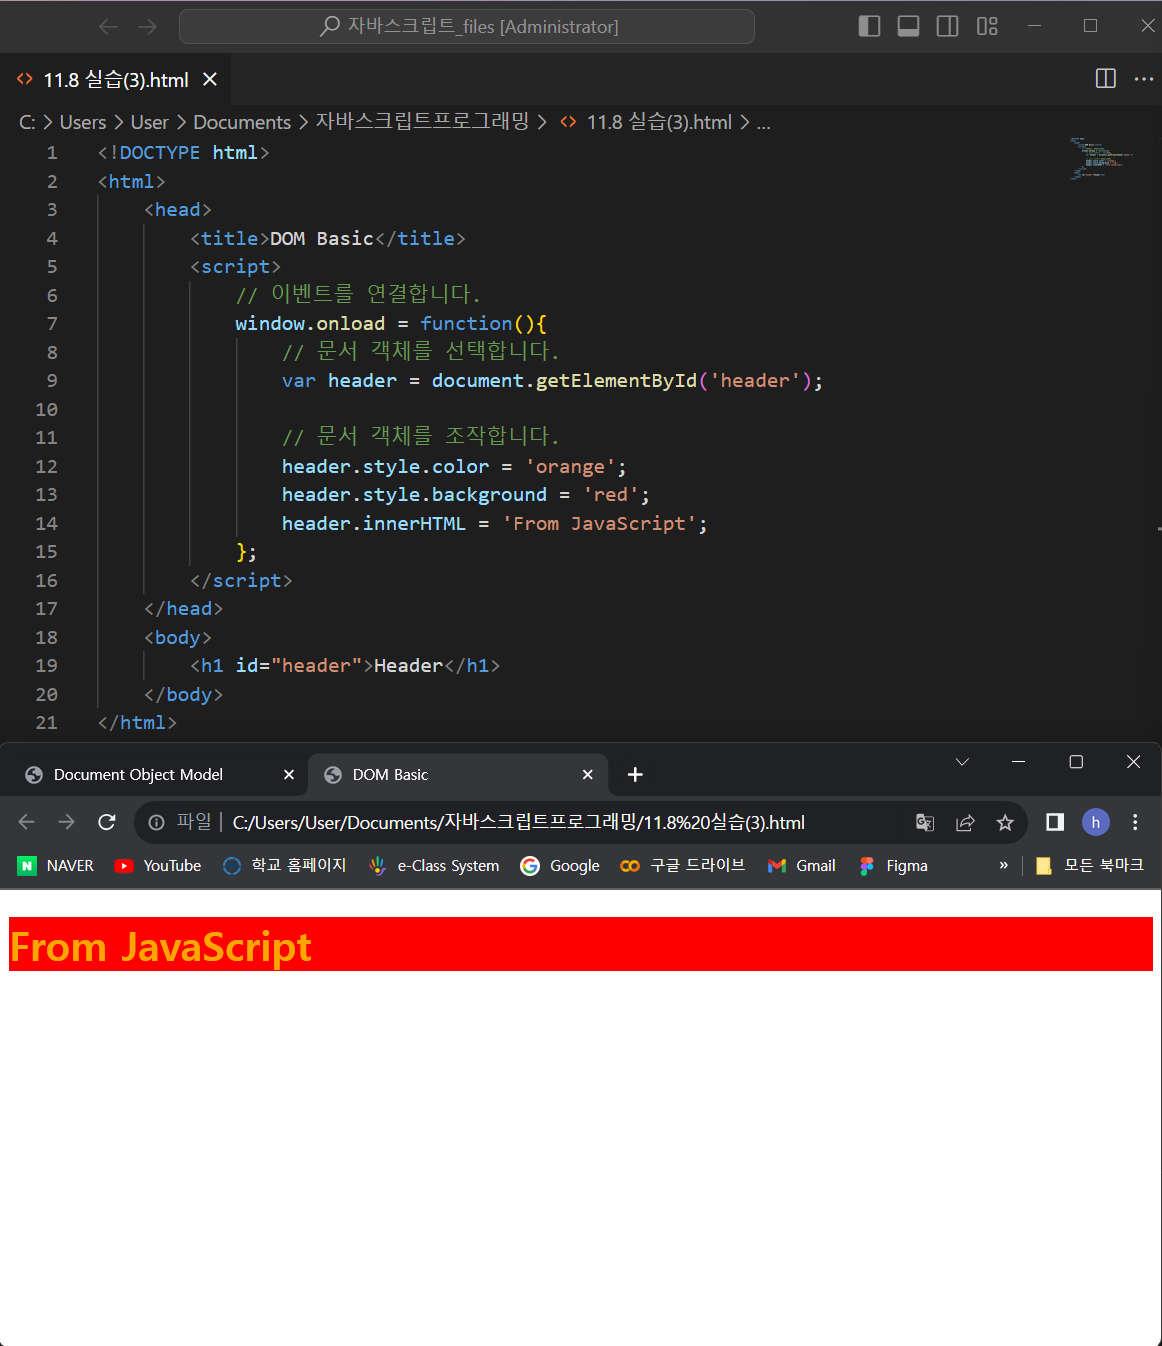 자바스크립트_files [Administrator]
11.8 실습(3).html
C: > Users > User > Documents > 자바스크립트프로그래밍 > <> 11.8 실습(3).html > ...
1 <!DOCTYPE html>
2 <html>
3     <head>
4         <title>DOM Basic</title>
5         <script>
6             // 이벤트를 연결합니다.
7             window.onload = function(){
8                 // 문서 객체를 선택합니다.
9                 var header = document.getElementById('header');
10
11                 // 문서 객체를 조작합니다.
12                 header.style.color = 'orange';
13                 header.style.background = 'red';
14                 header.innerHTML = 'From JavaScript';
15             };
16         </script>
17     </head>
18     <body>
19         <h1 id="header">Header</h1>
20     </body>
21 </html>
Document Object Model DOM Basic
파일 | C:/Users/User/Documents/자바스크립트프로그래밍/11.8%20실습(3).html h
NAVER YouTube 학교 홈페이지 e-Class System Google 구글 드라이브 Gmail Figma » 모든 북마크
From JavaScript